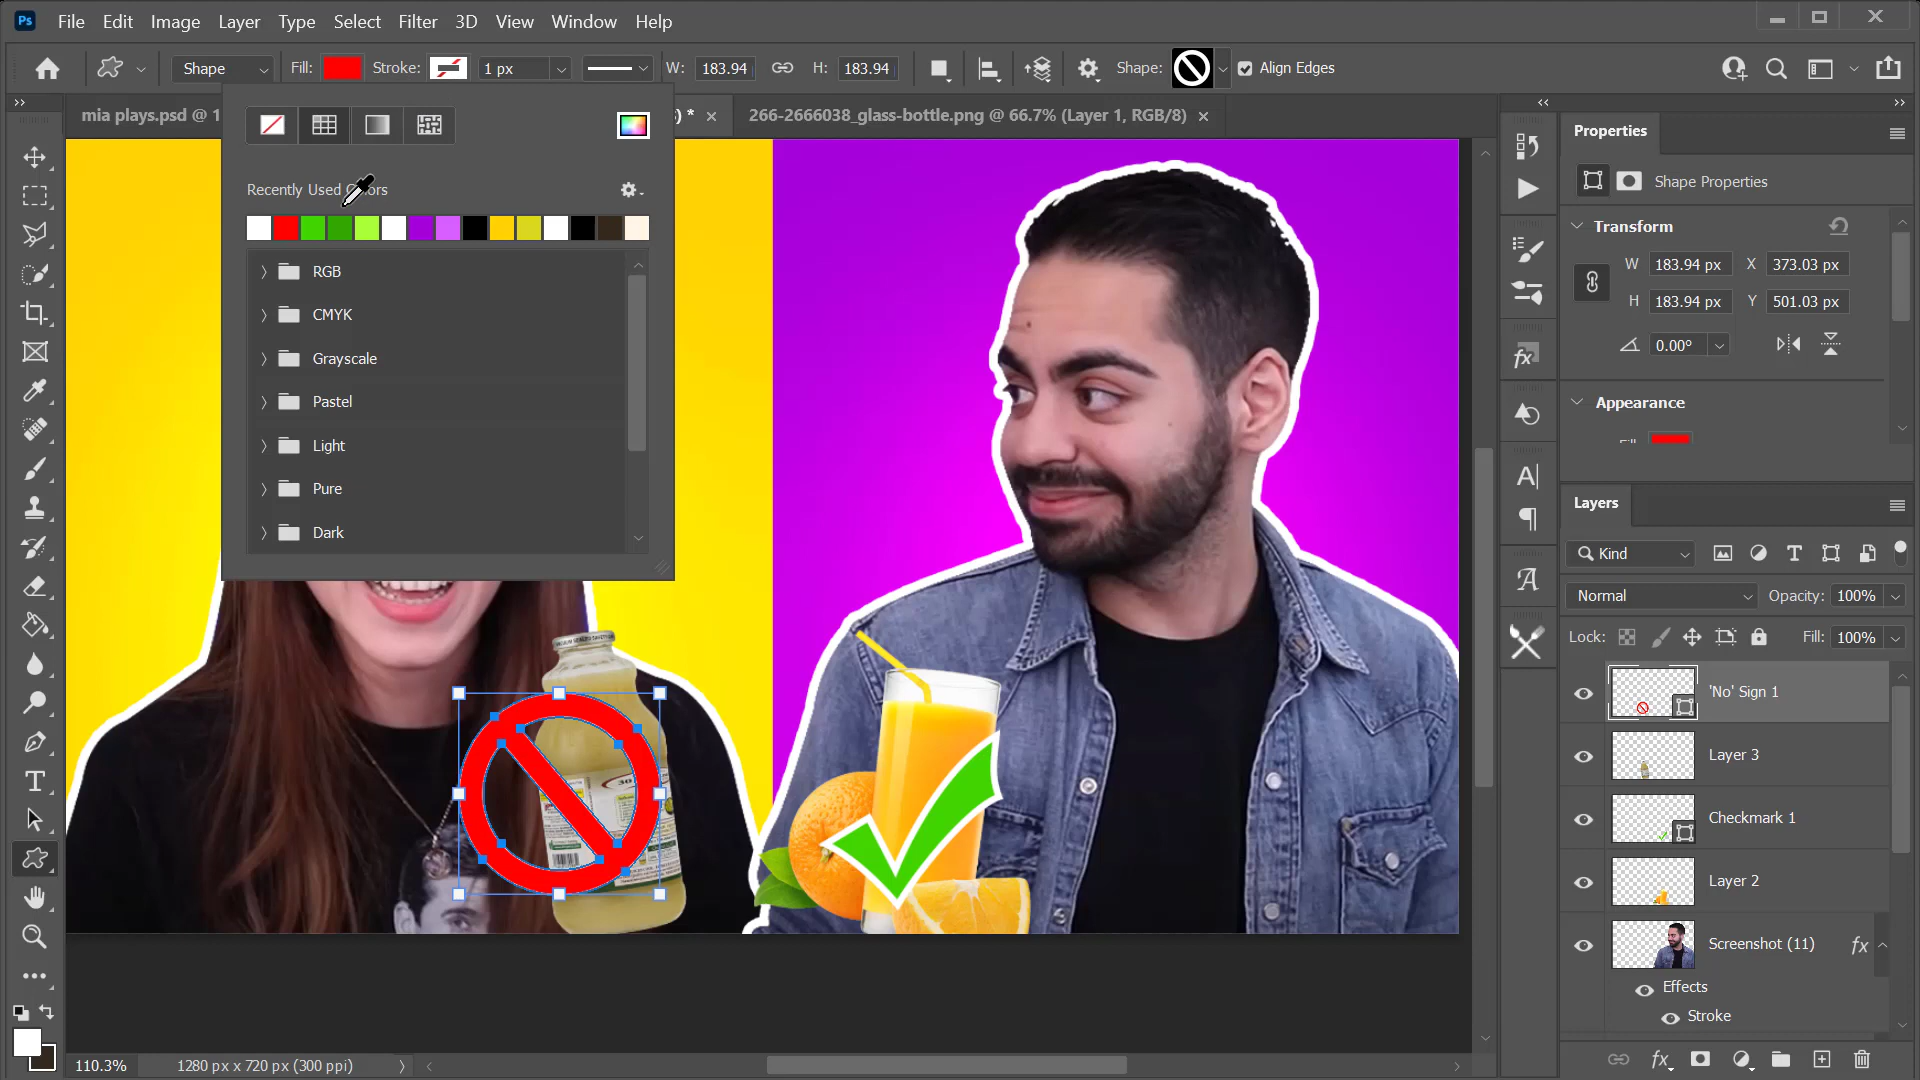 Ps File Edit Image Layer Type Select Filter 3D View Window Help
Shape Fill: Stroke: 1 px W: 183.94 H: 183.94 Shape: Align Edges
mia plays.psd @ 1 ) * × 266-2666038_glass-bottle.png @ 66.7% (Layer 1, RGB/8) ×
Recently Used Colors
RGB
CMYK
Grayscale
Pastel
Light
Pure
Dark
Properties
Shape Properties
Transform
W 183.94 px X 373.03 px
H 183.94 px Y 501.03 px
0.00°
Appearance
Layers
Kind
Normal Opacity: 100%
Lock: Fill: 100%
'No' Sign 1
Layer 3
Checkmark 1
Layer 2
Screenshot (11) fx
Effects
Stroke
110.3% 1280 px x 720 px (300 ppi)